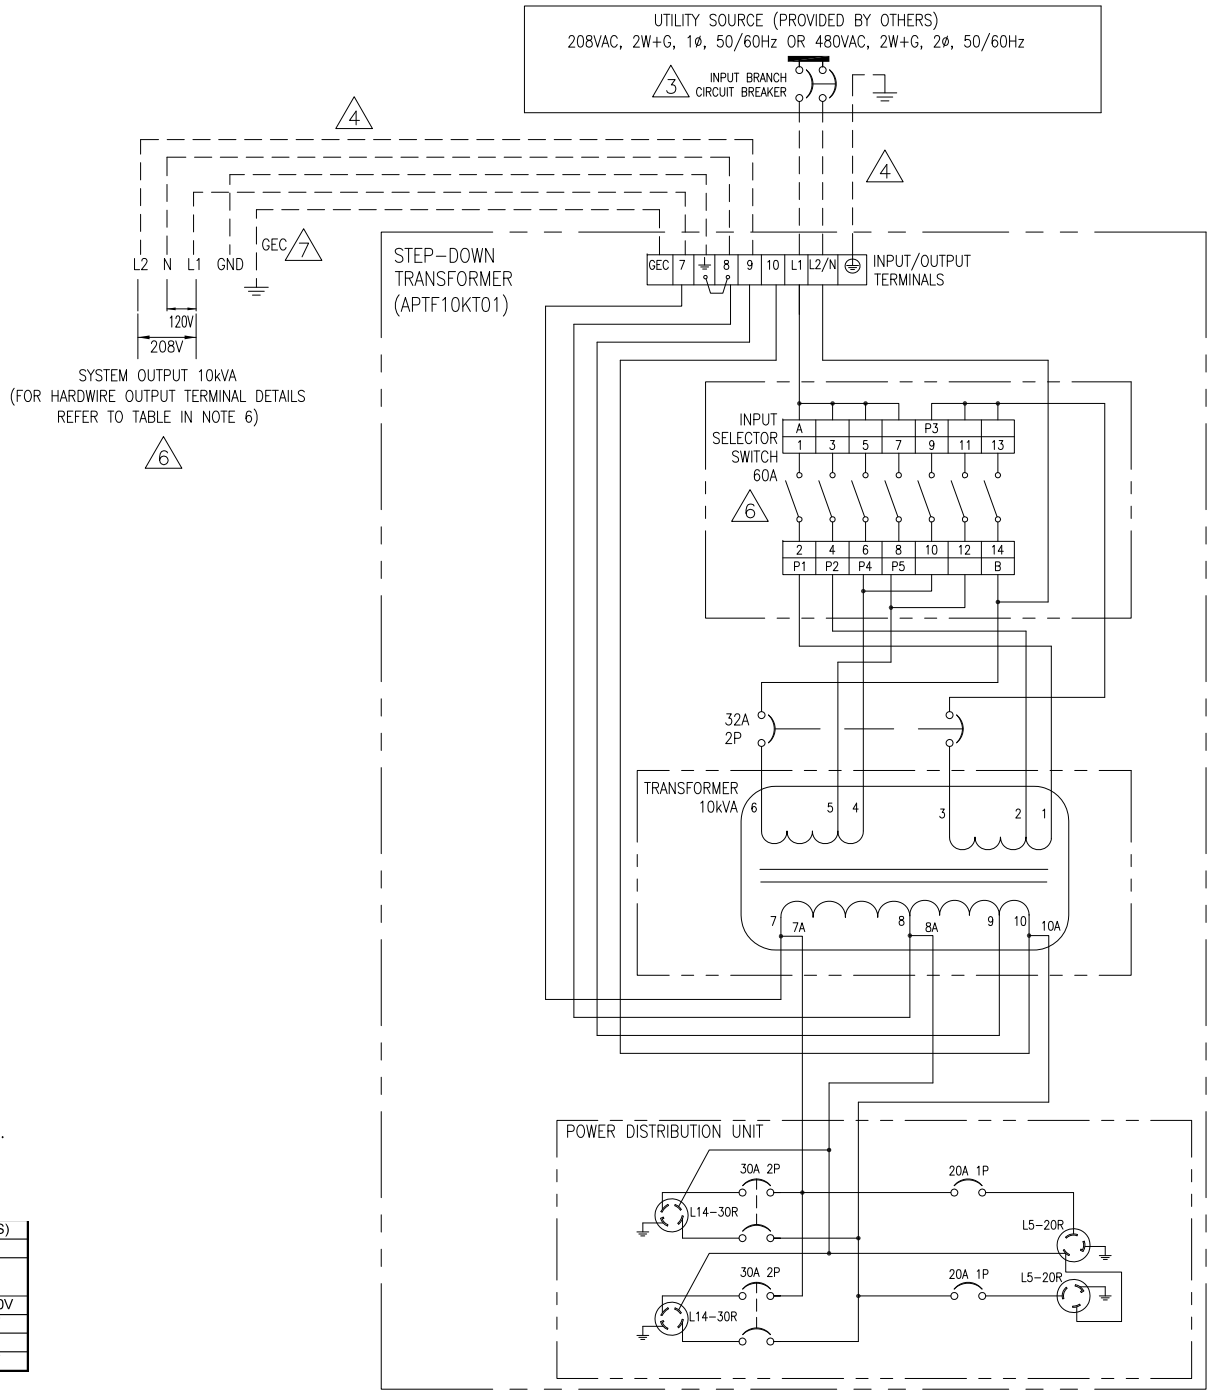 UTILITY SOURCE (PROVIDED BY OTHERS)
208VAC, 2W+G, 1ø, 50/60Hz OR 480VAC, 2W+G, 2ø, 50/60Hz
3
INPUT BRANCH
CIRCUIT BREAKER
4
4
GEC
7
L2 N L1 GND
120V
208V
SYSTEM OUTPUT 10kVA
(FOR HARDWIRE OUTPUT TERMINAL DETAILS
REFER TO TABLE IN NOTE 6)
6
STEP-DOWN
TRANSFORMER
(APTF10KT01)
GEC 7 8 9 10 L1 L2/N
INPUT/OUTPUT
TERMINALS
INPUT
SELECTOR
SWITCH
60A
6
A P3
1 3 5 7 9 11 13
2 4 6 8 10 12 14
P1 P2 P4 P5 B
32A
2P
TRANSFORMER
10kVA
6 5 4 3 2 1
7 7A 8 8A 9 10 10A
POWER DISTRIBUTION UNIT
30A 2P
20A 1P
L14-30R
L5-20R
30A 2P
20A 1P
L5-20R
L14-30R
.
S)
0V